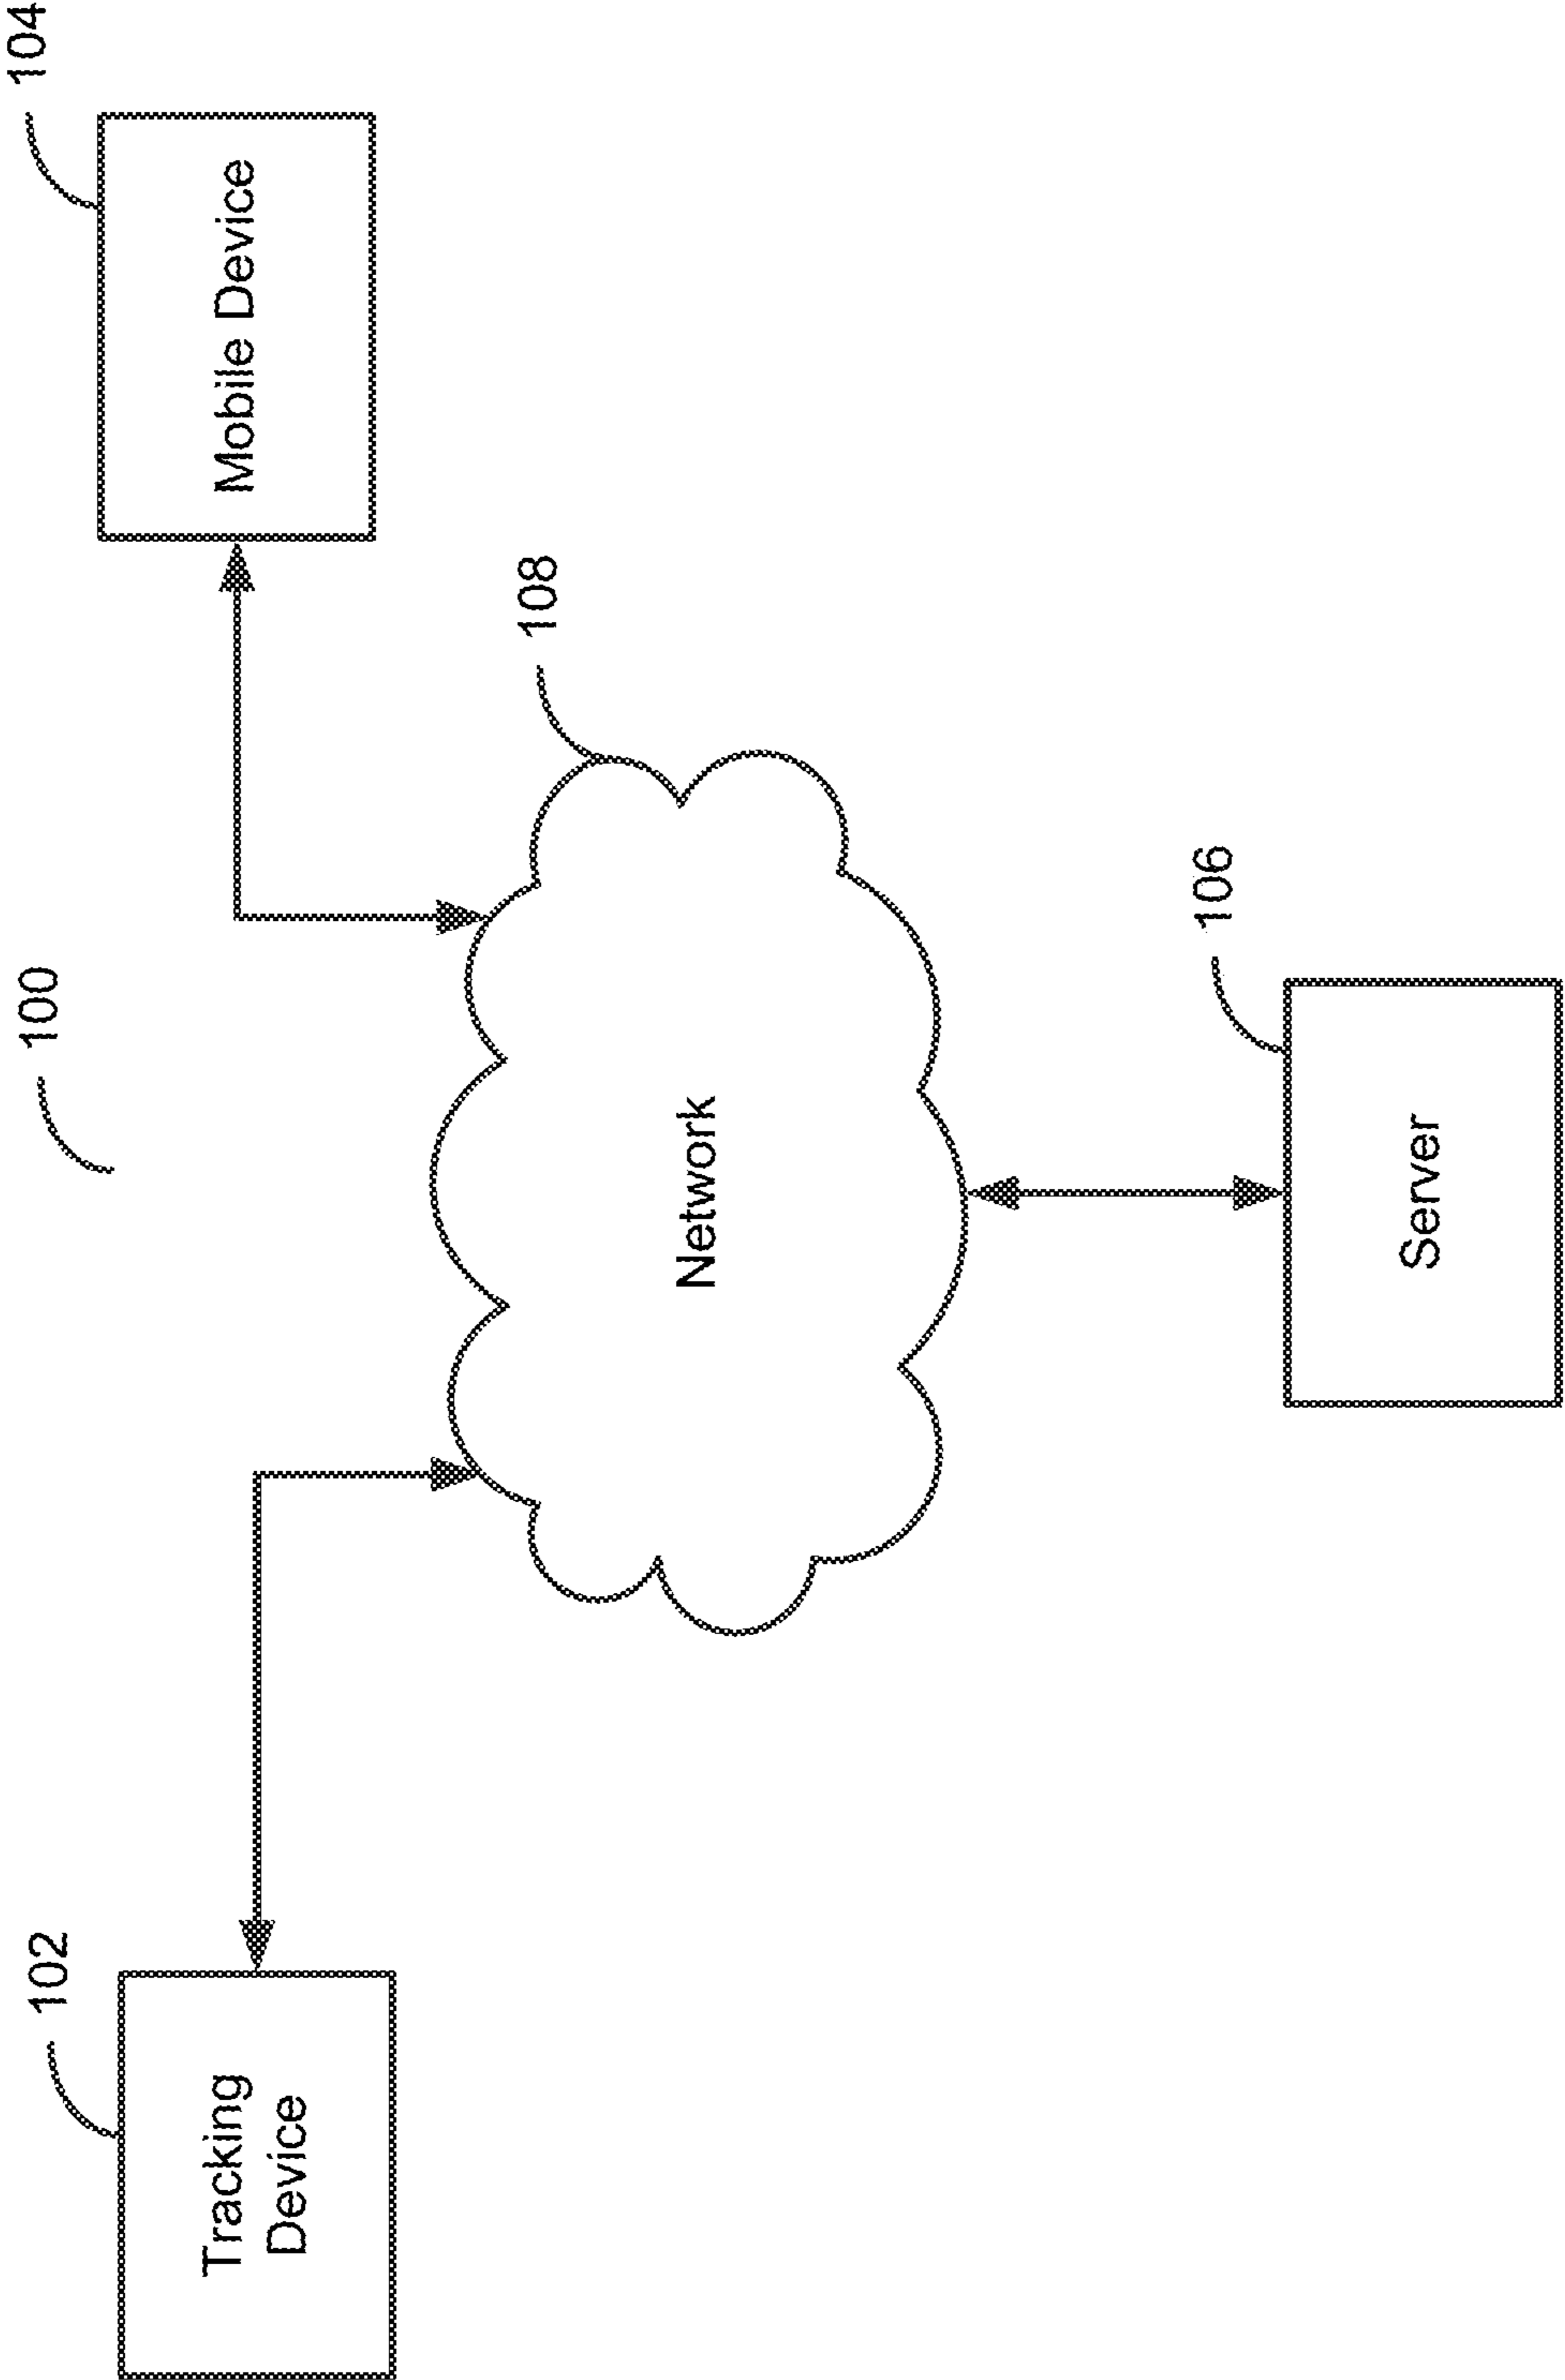 100
102
104
Tracking
Device
Mobile Device
108
Network
106
Server